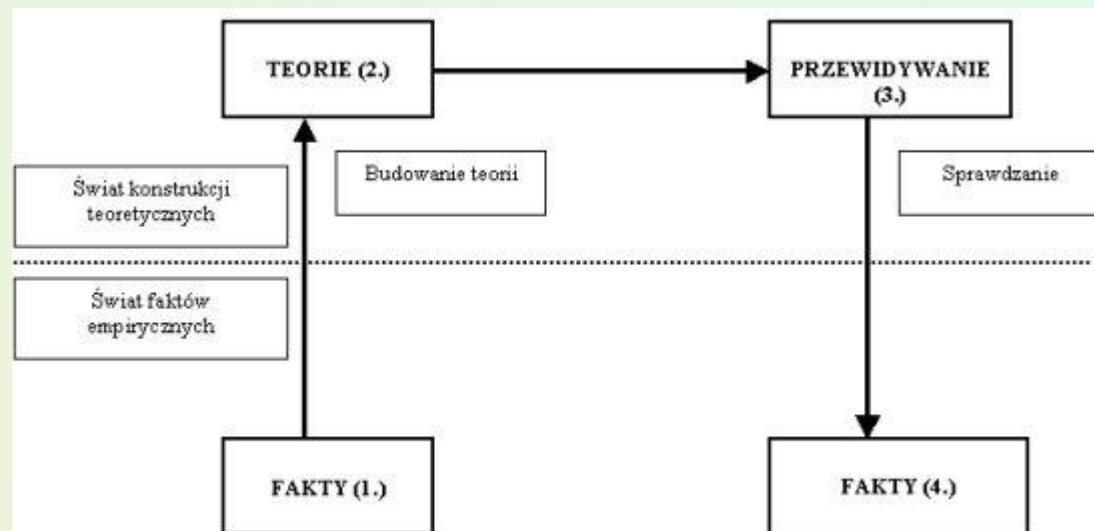 TEORIE (2.)
PRZEWIDYWANIE
(3.)
Budowanie teorii
Sprawdzanie
Świat konstrukcji
teoretycznych
Świat faktów
empirycznych
FAKTY (1.)
FAKTY (4.)